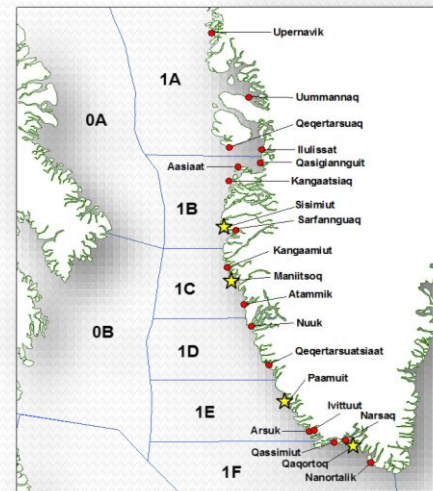 Upernavik
1A
Uummannaq
0A
Qeqertarsuaq
Ilulissat
Aasiaat
Qasigiannguit
Kangaatsiaq
1B
Sisimiut
Sarfannguaq
Kangaamiut
1C
Maniitsoq
Atammik
0B
Nuuk
1D
Qeqertarsuatsiaat
Paamuit
1E
Ivittuut
Arsuk
Narsaq
Qassimiut
Qaqortoq
1F
Nanortalik